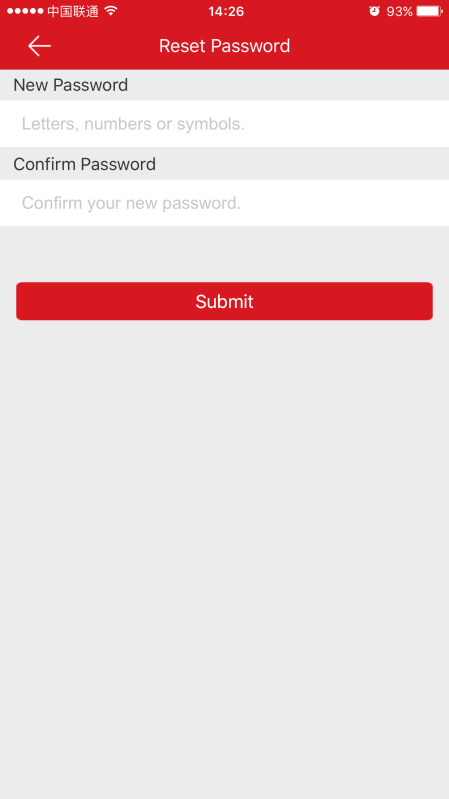 中国联通 14:26 93%
Reset Password
New Password
Letters, numbers or symbols.
Confirm Password
Confirm your new password.
Submit